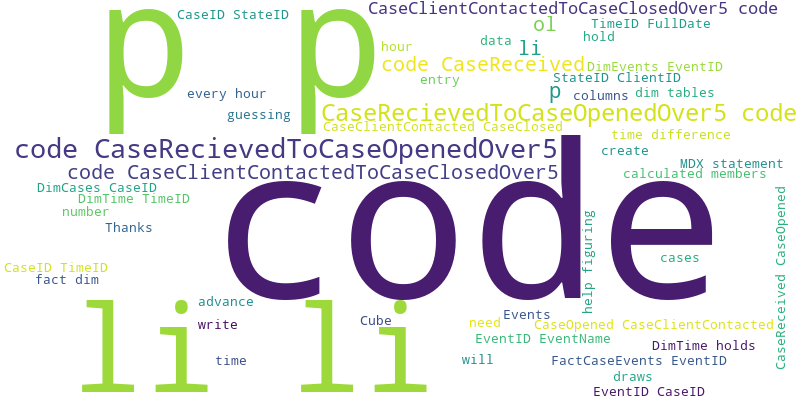 p p
CaseClientContactedToCaseClosedOver5 code
CaseID StateID
ol
TimeID FullDate
hold
data
li
hour
code CaseReceived
DimEvents EventID
entry
StateID ClientID
every hour
p
columns
dim tables
guessing
CaseRecievedToCaseOpenedOver5 code
CaseClientContacted CaseClosed
time difference
code CaseRecievedToCaseOpenedOver5
create
MDX statement
code CaseClientContactedToCaseClosedOver5
calculated members
DimCases CaseID
DimTime TimeID
number
Thanks
code
help figuring
CaseReceived CaseOpened
cases
CaseID TimeID
fact dim
li li
advance
write
Cube
Events
need
CaseOpened CaseClientContacted
EventID EventName
DimTime holds
time
will
FactCaseEvents EventID
draws
EventID CaseID